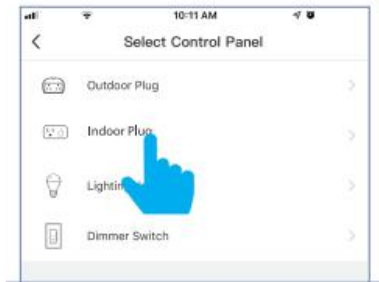 10:11 AM
Select Control Panel
Outdoor Plug
Indoor Plug
Dimmer Switch